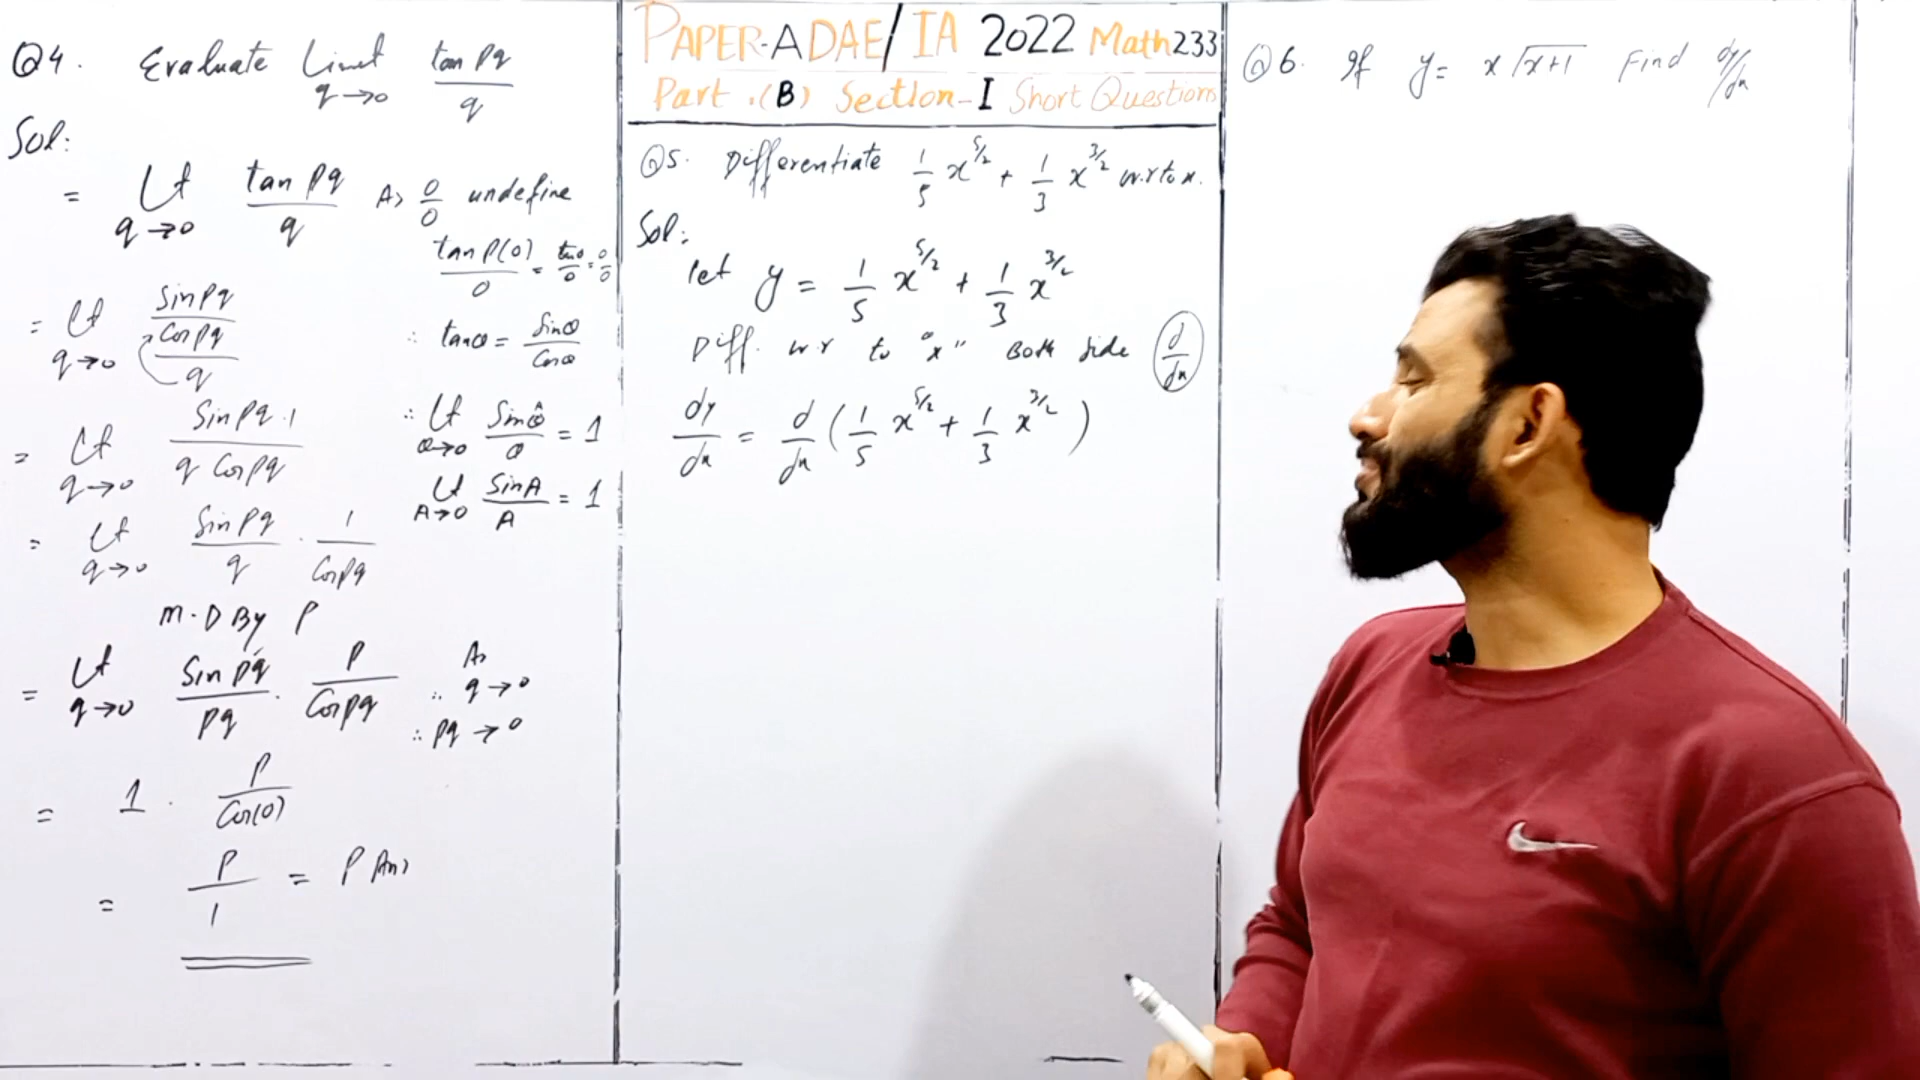 Q4. Evaluate Limit q→0 tan pq / q
Sol:
= Lt q→0 tan pq / q As 0/0 undefine
tan p(0) / 0 = tan0 / 0 = 0/0
= Lt q→0 Sin pq / Cos pq / q ∴ tanθ = Sinθ / Cosθ
= Lt q→0 Sin pq . 1 / q Cos pq ∴ Lt θ→0 Sinθ / θ = 1
Lt A→0 Sin A / A = 1
= Lt q→0 Sin pq / q . 1 / Cos pq
M.D By P
= Lt q→0 Sin pq / pq . P / Cos pq As ∴ q→0
∴ pq→0
= 1 . P / Cos(0)
= P / 1 = P Ans
PAPER-A DAE/IA 2022 Math 233
Part .(B) Section-I Short Questions
Q5. Differentiate 1/5 x^5/2 + 1/3 x^3/2 w.r to x.
Sol:
let y = 1/5 x^5/2 + 1/3 x^3/2
Diff. w.r to "x" Both side d/dx
dy/dx = d/dx (1/5 x^5/2 + 1/3 x^3/2)
Q6. If y = x √x+1 Find dy/dx